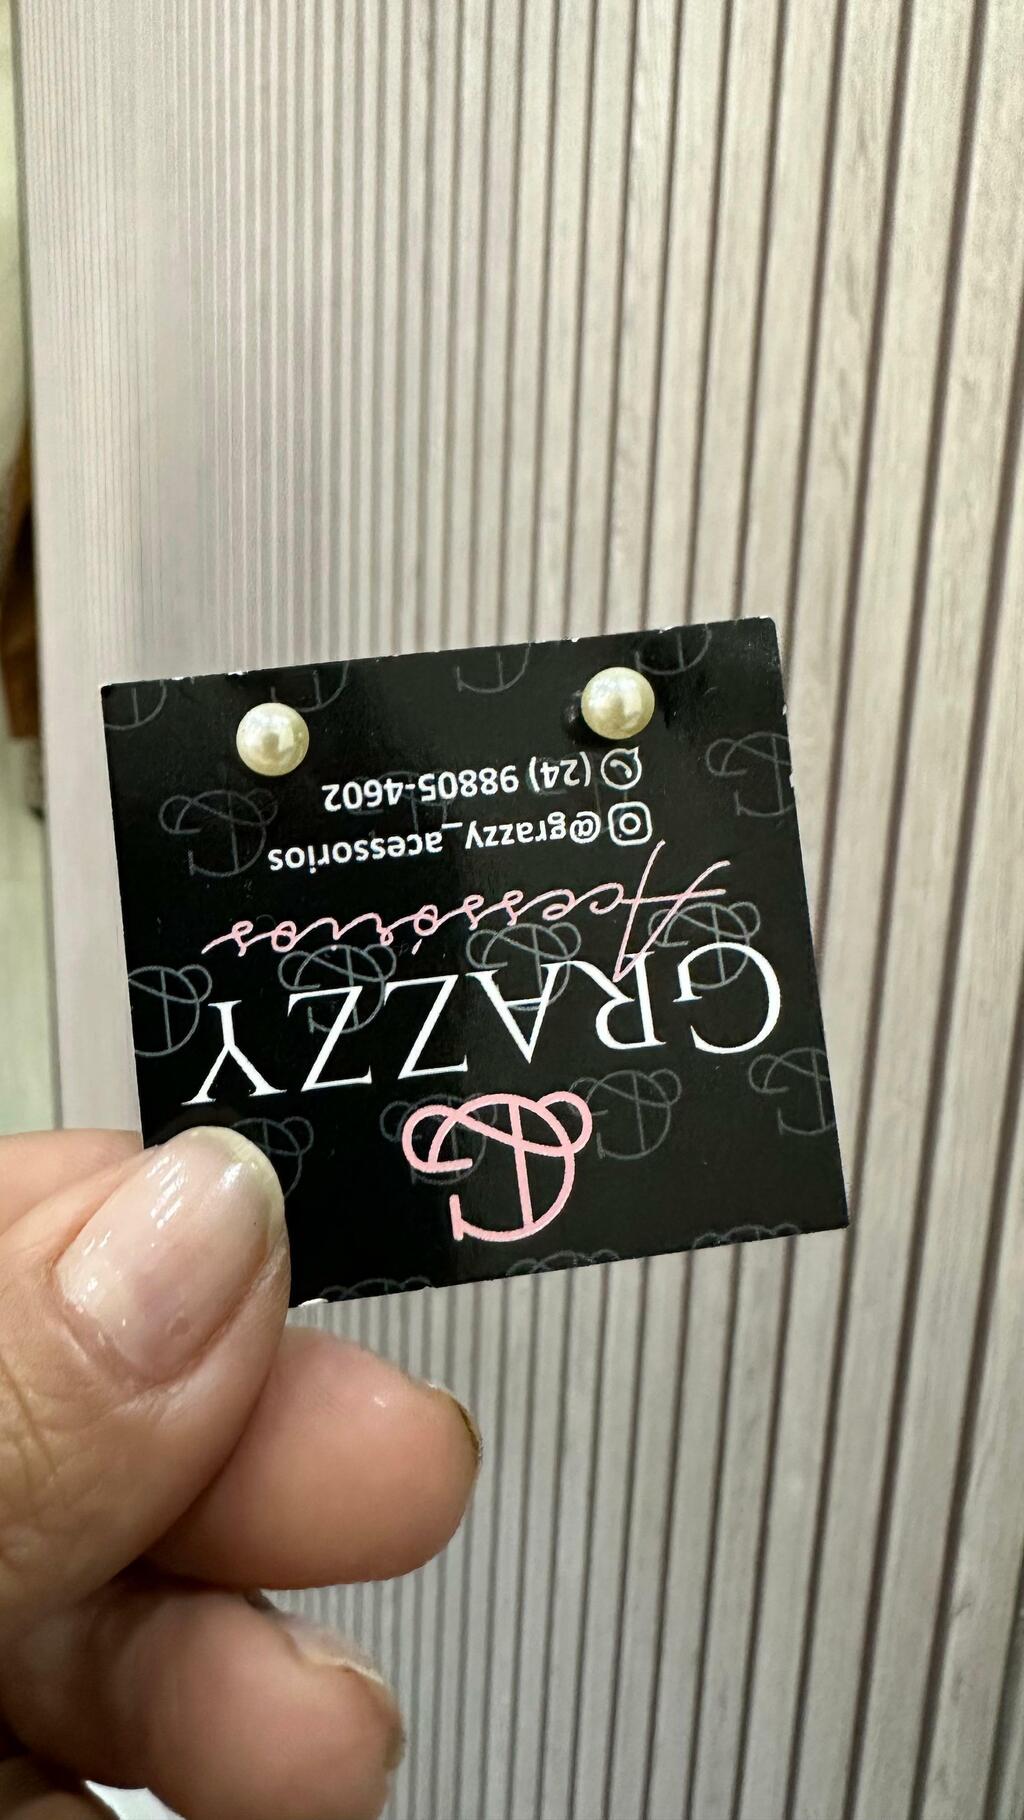 GRAZZY
Acessórios
@grazzy_acessorios
(24) 98805-4602